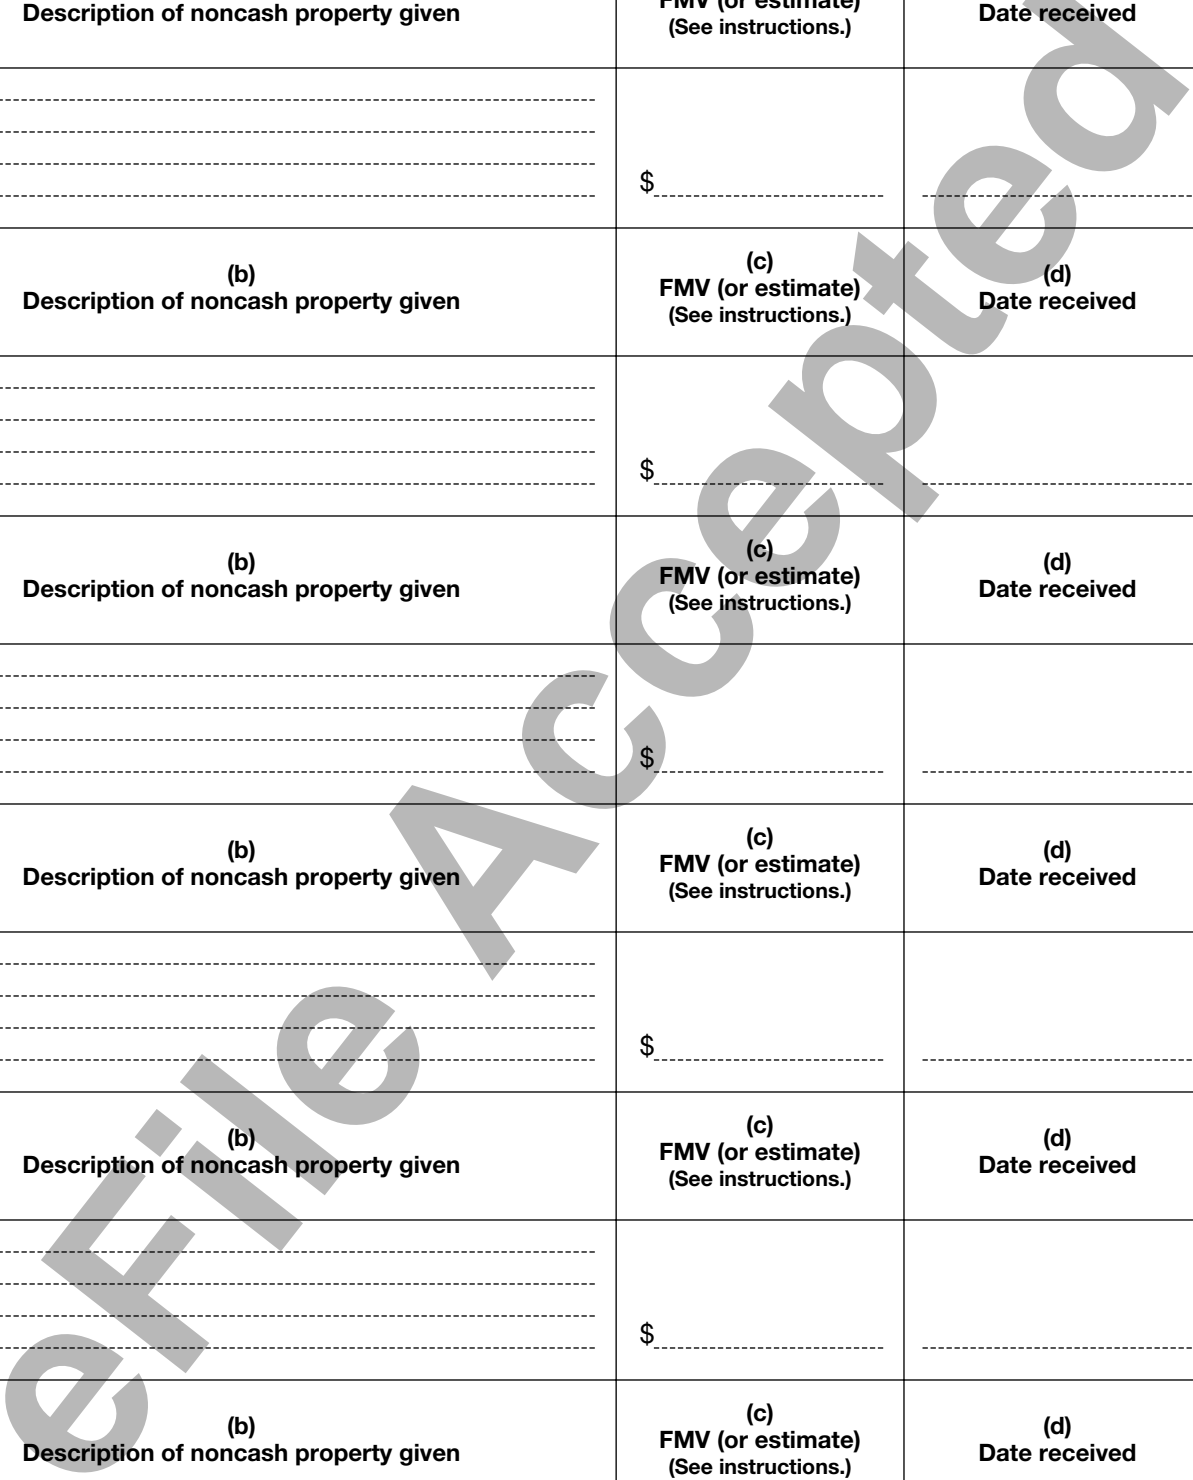 Description of noncash property given
FMV (or estimate)
(See instructions.)
Date received
$
(b)
Description of noncash property given
(c)
FMV (or estimate)
(See instructions.)
(d)
Date received
$
(b)
Description of noncash property given
(c)
FMV (or estimate)
(See instructions.)
(d)
Date received
$
(b)
Description of noncash property given
(c)
FMV (or estimate)
(See instructions.)
(d)
Date received
$
(b)
Description of noncash property given
(c)
FMV (or estimate)
(See instructions.)
(d)
Date received
$
(b)
Description of noncash property given
(c)
FMV (or estimate)
(See instructions.)
(d)
Date received
eFile Accepted